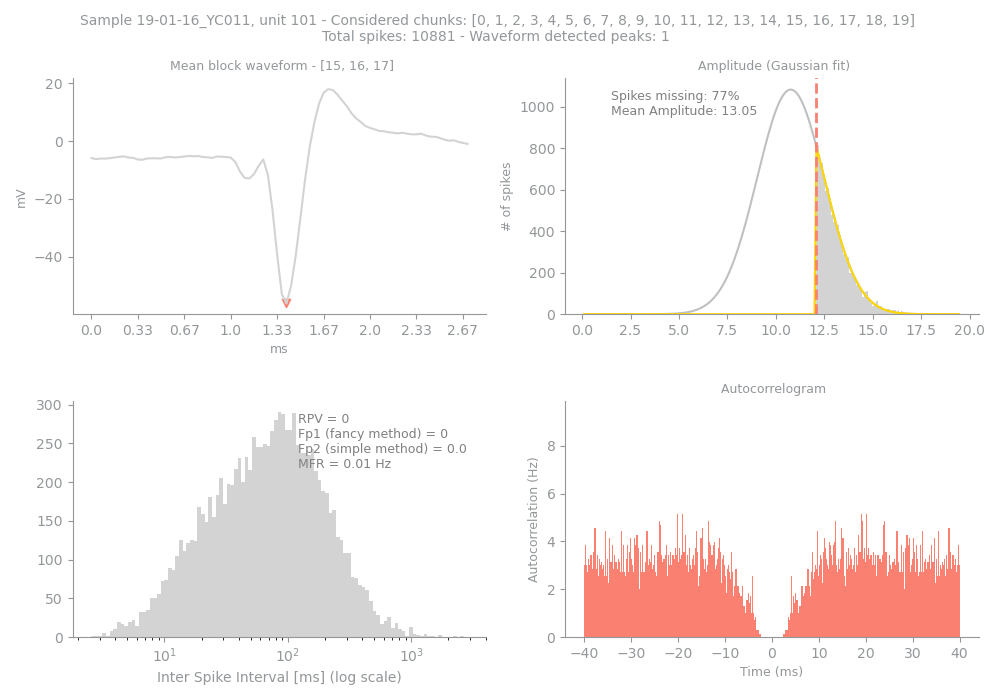 Sample 19-01-16_YC011, unit 101 - Considered chunks: [0, 1, 2, 3, 4, 5, 6, 7, 8, 9, 10, 11, 12, 13, 14, 15, 16, 17, 18, 19]
Total spikes: 10881 - Waveform detected peaks: 1
Mean block waveform - [15, 16, 17]
20
0
−20
−40
mV
0.0 0.33 0.67 1.0 1.33 1.67 2.0 2.33 2.67
ms
Amplitude (Gaussian fit)
Spikes missing: 77%
Mean Amplitude: 13.05
1000
800
600
400
200
0
# of spikes
0.0 2.5 5.0 7.5 10.0 12.5 15.0 17.5 20.0
300
250
200
150
100
50
0
RPV = 0
Fp1 (fancy method) = 0
Fp2 (simple method) = 0.0
MFR = 0.01 Hz
10¹ 10² 10³
Inter Spike Interval [ms] (log scale)
Autocorrelogram
8
6
4
2
0
Autocorrelation (Hz)
−40 −30 −20 −10 0 10 20 30 40
Time (ms)